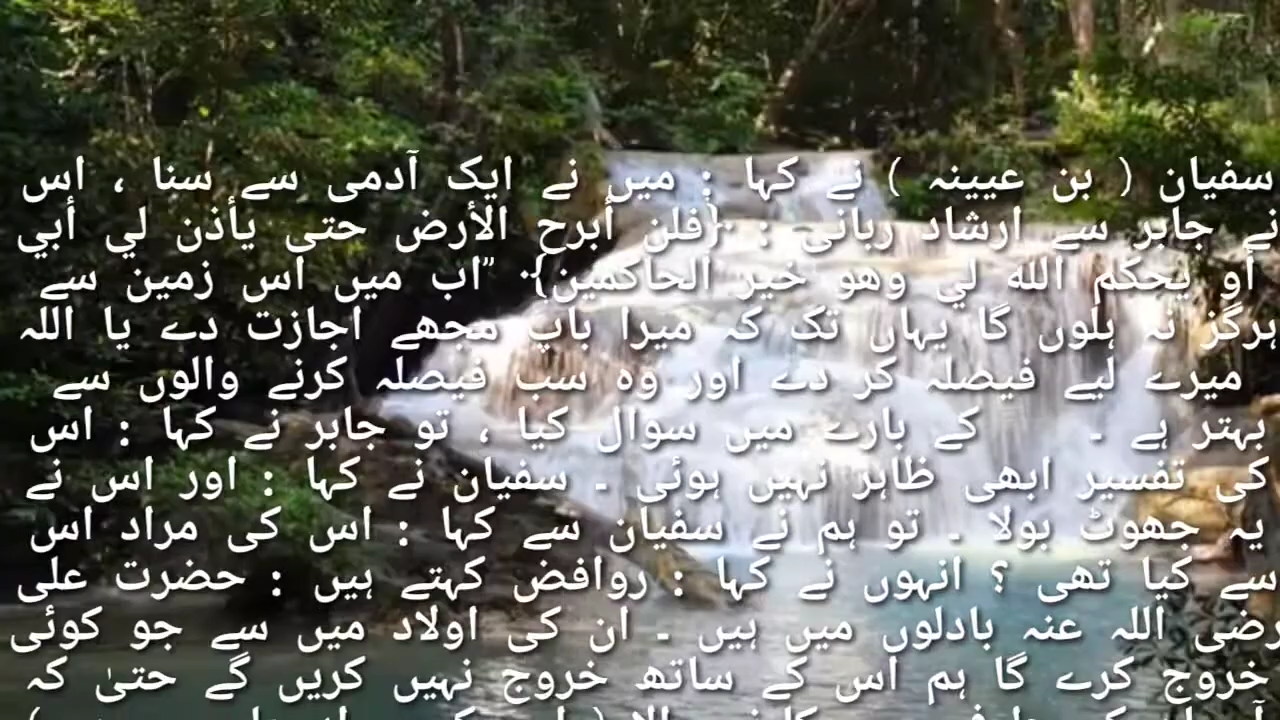 سفیان ( بن عیینہ ) نے کہا : میں نے ایک آدمی سے سنا ، اس
نے جابر سے ارشاد ربانی : ﴿فلن أبرح الأرض حتى يأذن لي أبي
أو يحكم الله لي وهو خير الحاكمين﴾ ”اب میں اس زمین سے
ہرگز نہ ہلوں گا یہاں تک کہ میرا باپ مجھے اجازت دے یا اللہ
میرے لیے فیصلہ کر دے اور وہ سب فیصلہ کرنے والوں سے
بہتر ہے ۔ کے بارے میں سوال کیا ، تو جابر نے کہا : اس
کی تفسیر ابھی ظاہر نہیں ہوئی ۔ سفیان نے کہا : اور اس نے
یہ جھوٹ بولا ۔ تو ہم نے سفیان سے کہا : اس کی مراد اس
سے کیا تھی ؟ انہوں نے کہا : روافض کہتے ہیں : حضرت علی
رضی اللہ عنہ بادلوں میں ہیں ۔ ان کی اولاد میں سے جو کوئی
خروج کرے گا ہم اس کے ساتھ خروج نہیں کریں گے حتیٰ کہ